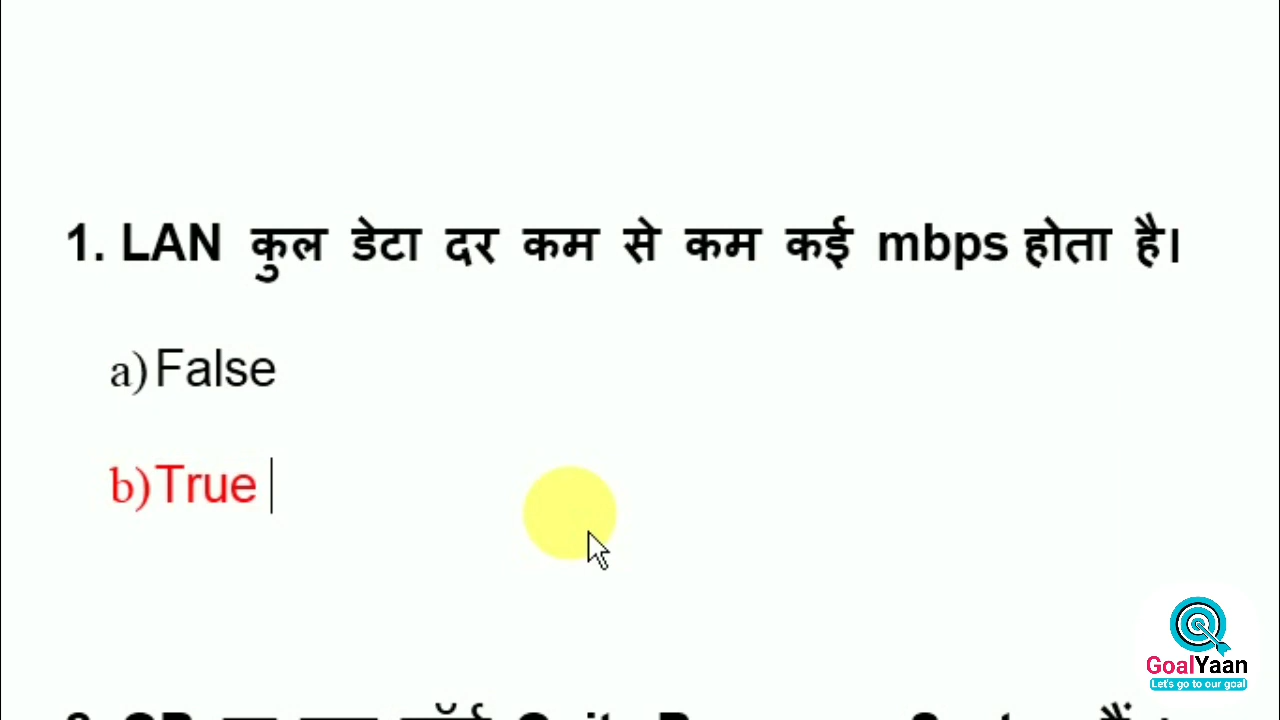 1. LAN कुल डेटा दर कम से कम कई mbps होता है।
a) False
b) True
GoalYaan
Let's go to our goal